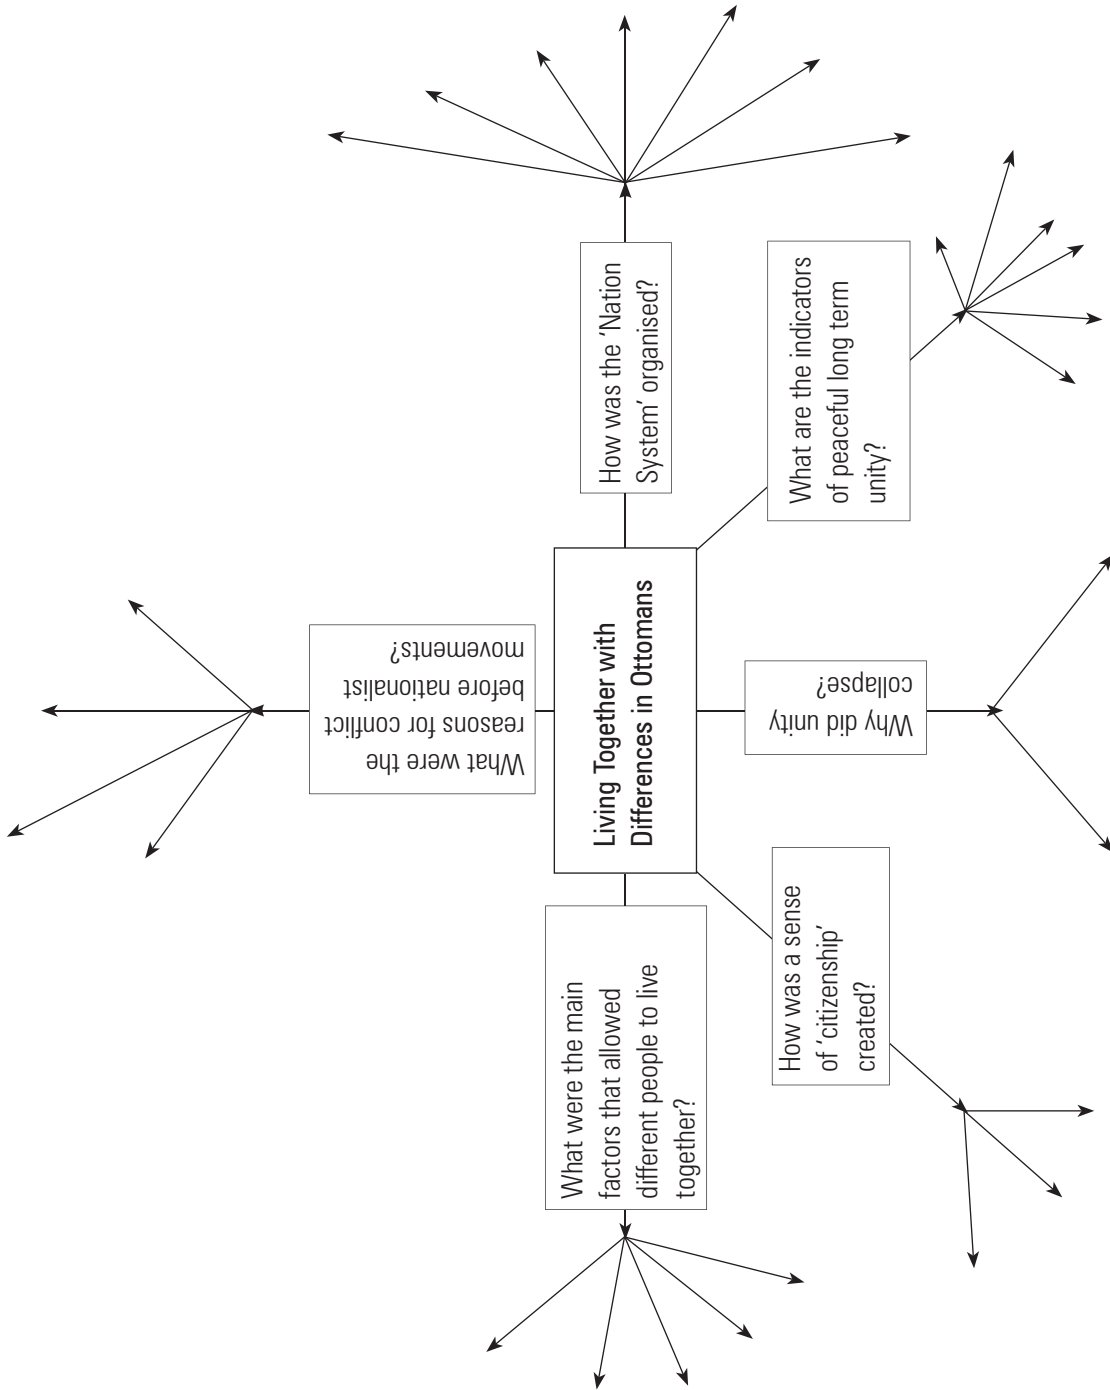 Living Together with
Differences in Ottomans
What were the
reasons for conflict
before nationalist
movements?
How was the 'Nation
System' organised?
What are the indicators
of peaceful long term
unity?
Why did unity
collapse?
How was a sense
of 'citizenship'
created?
What were the main
factors that allowed
different people to live
together?